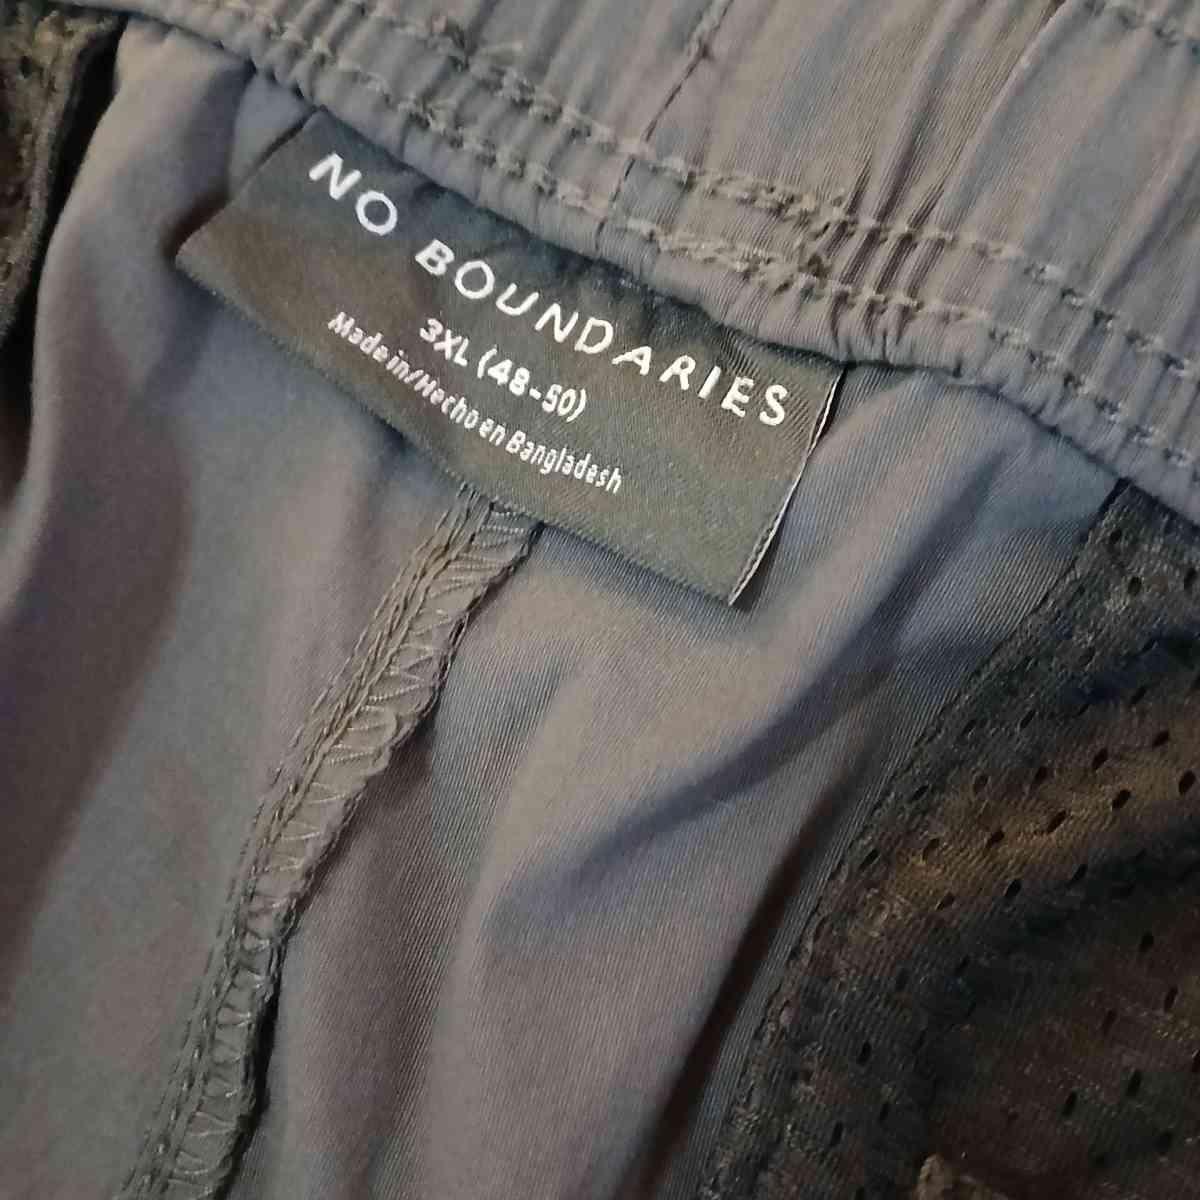 NO BOUNDARIES
3XL (48-50)
Made in/Hecho en Bangladesh